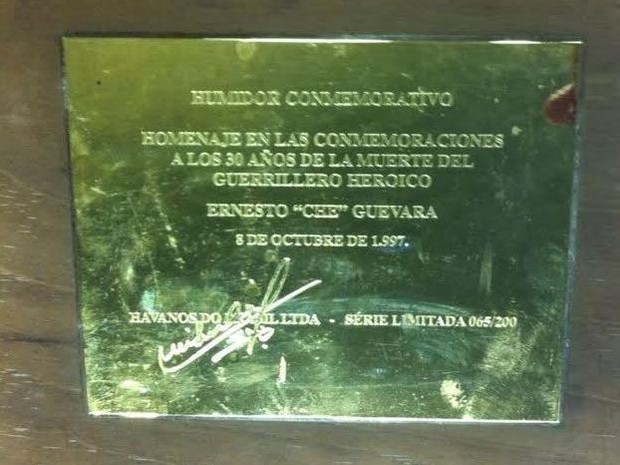 HUMIDOR CONMEMORATIVO
HOMENAJE EN LAS CONMEMORACIONES
A LOS 30 AÑOS DE LA MUERTE DEL
GUERRILLERO HEROICO
ERNESTO "CHE" GUEVARA
8 DE OCTUBRE DE 1.997.
HAVANOS DO LTDA - SÉRIE LIMITADA 065/200